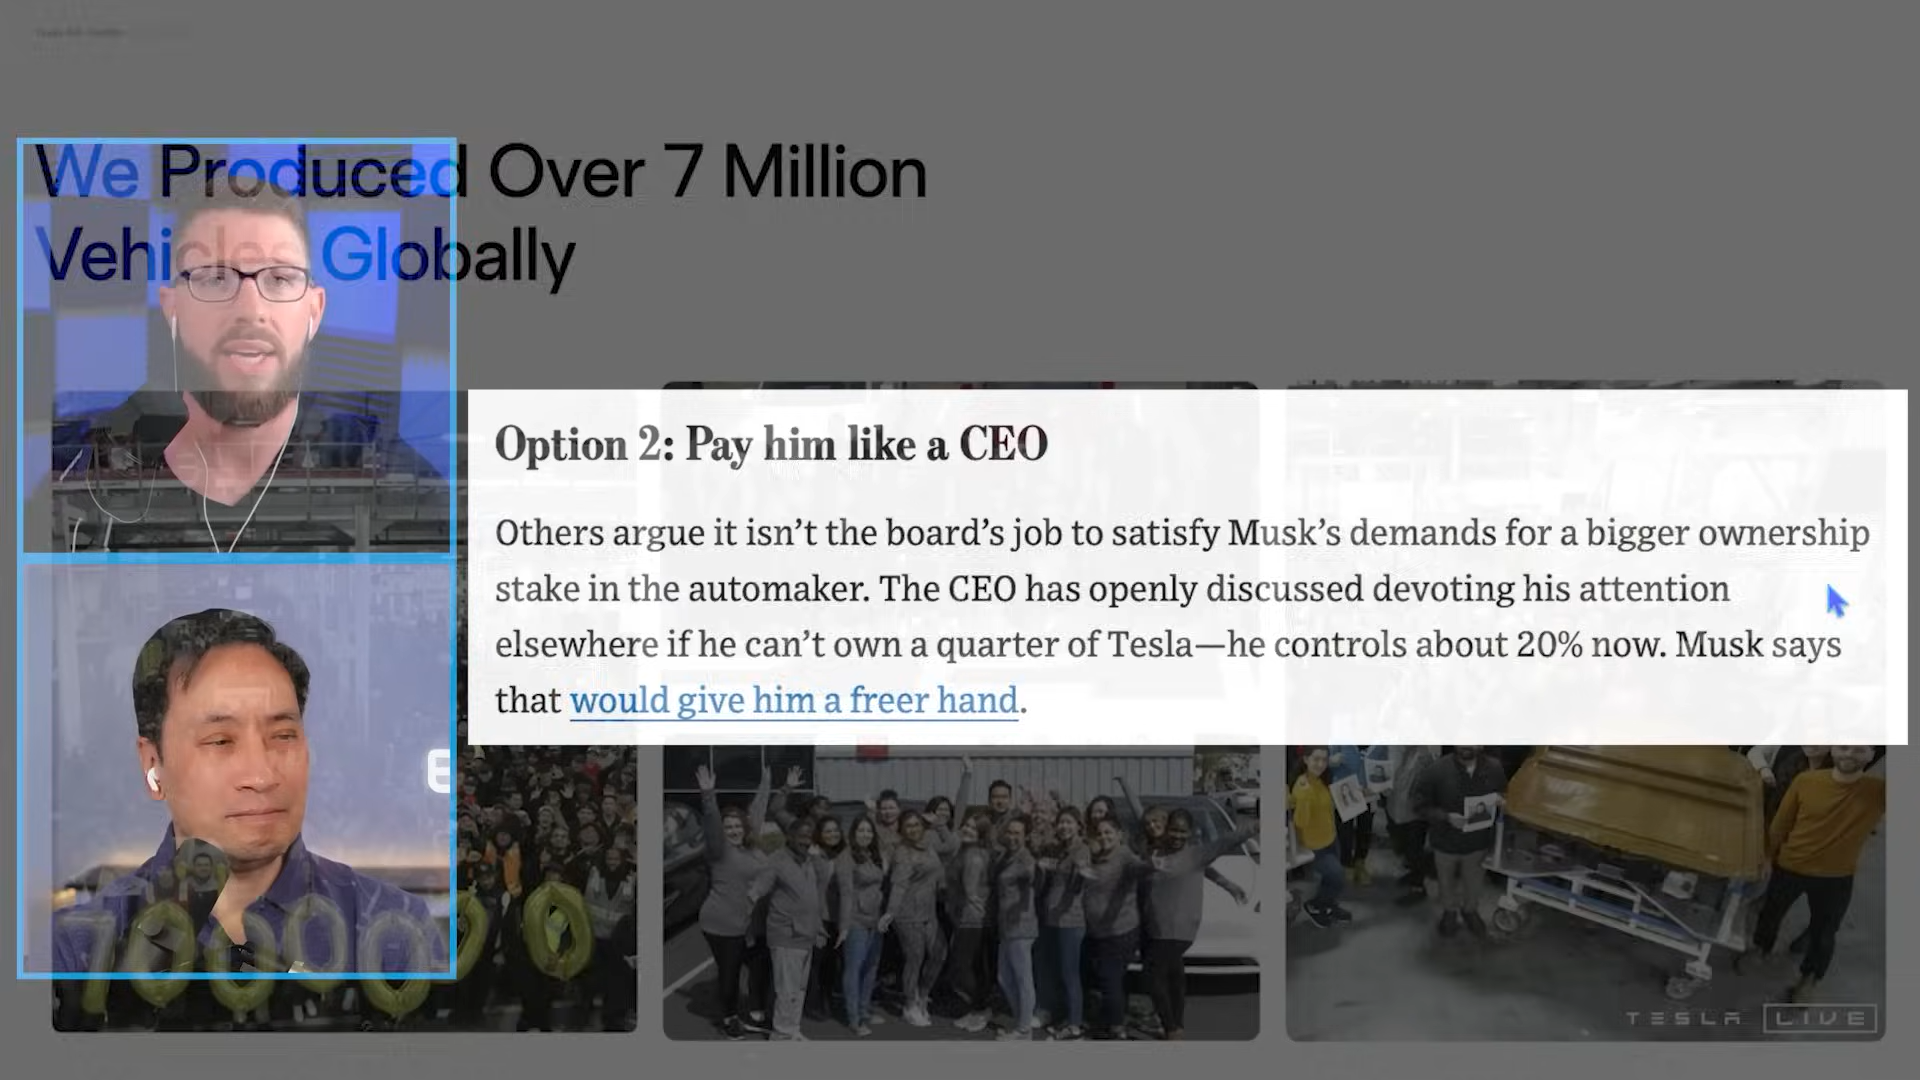 We Produced Over 7 Million
Vehicles Globally
Option 2: Pay him like a CEO
Others argue it isn’t the board’s job to satisfy Musk’s demands for a bigger ownership
stake in the automaker. The CEO has openly discussed devoting his attention
elsewhere if he can’t own a quarter of Tesla—he controls about 20% now. Musk says
that would give him a freer hand.
TESLA LIVE